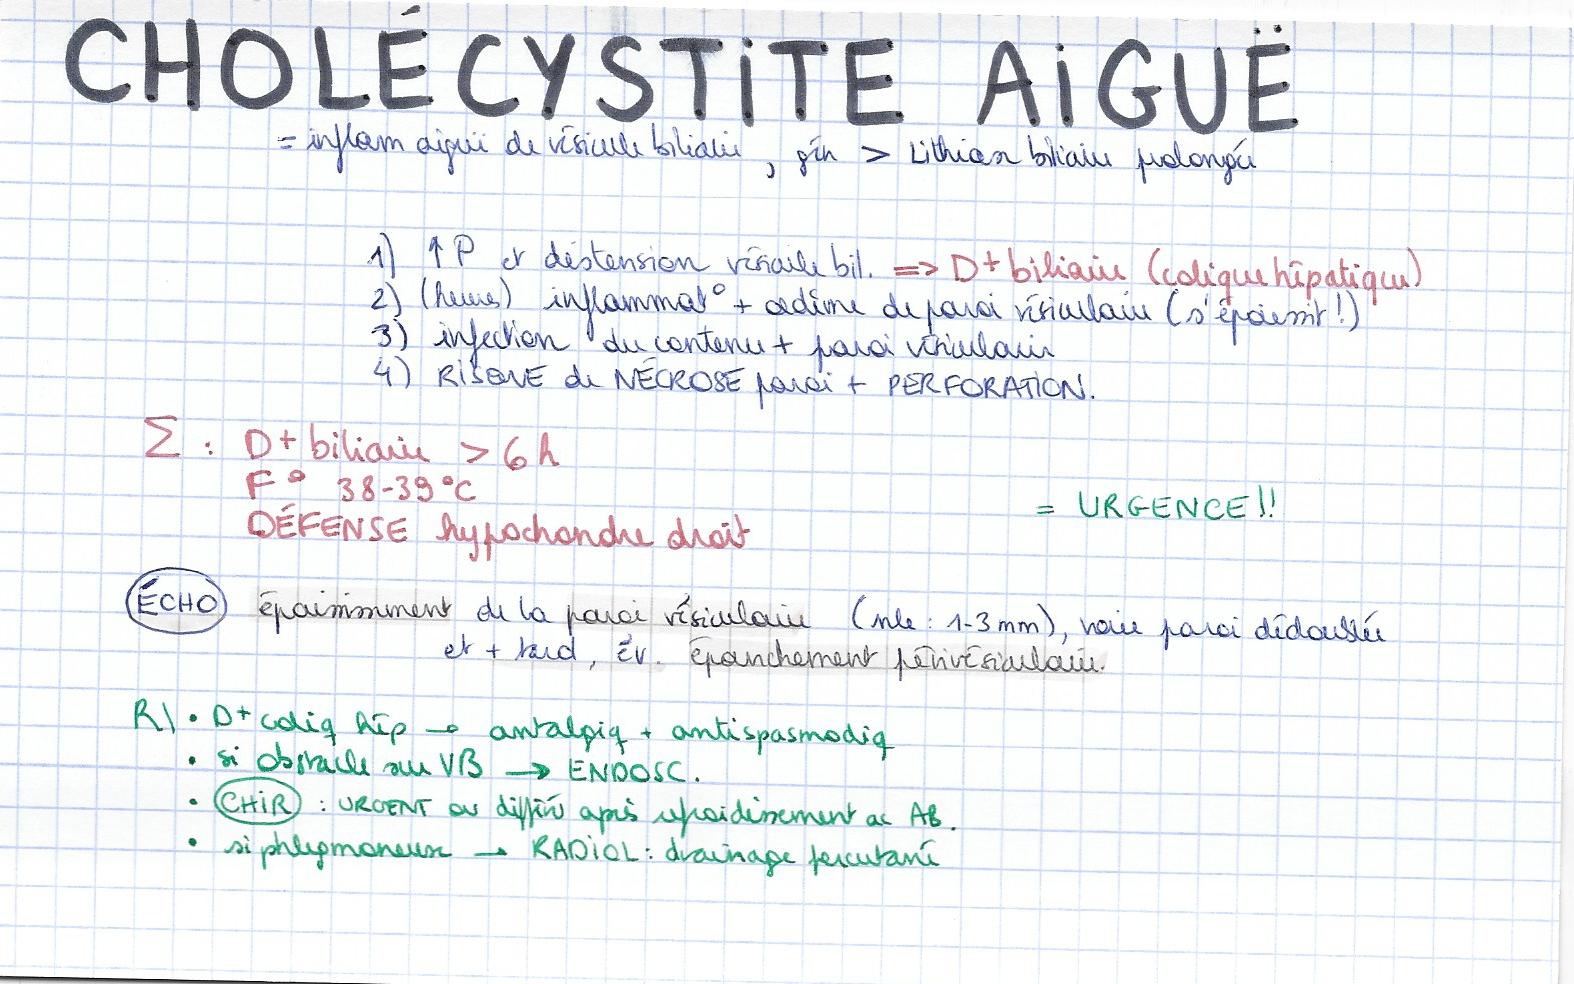 CHOLÉCYSTITE AIGUË
= inflam aiguë de vésicule biliaire, gén > Lithias biliaire prolongée
1) ↑ P et distension vésicule bil. => D+ biliaire (colique hépatique)
2) (heures) inflammat° + œdème de paroi vésiculaire (s'épaissit !)
3) infection du contenu + paroi vésiculaire
4) RISQUE de NÉCROSE paroi + PERFORATION.
Σ : D+ biliaire > 6 h
F° 38-39°C
= URGENCE !!
DÉFENSE hypochondre droit
ÉCHO épaississement de la paroi vésiculaire (nle : 1-3 mm), voire paroi dédoublée
et + tard, év. épanchement périvésiculaire.
R\ • D+ coliq hép → antalgiq + antispasmodiq
• si obstacle sur VB → ENDOSC.
• CHIR : URGENT ou différé après refroidissement ac AB.
• si phlegmoneuse → RADIOL : drainage percutané